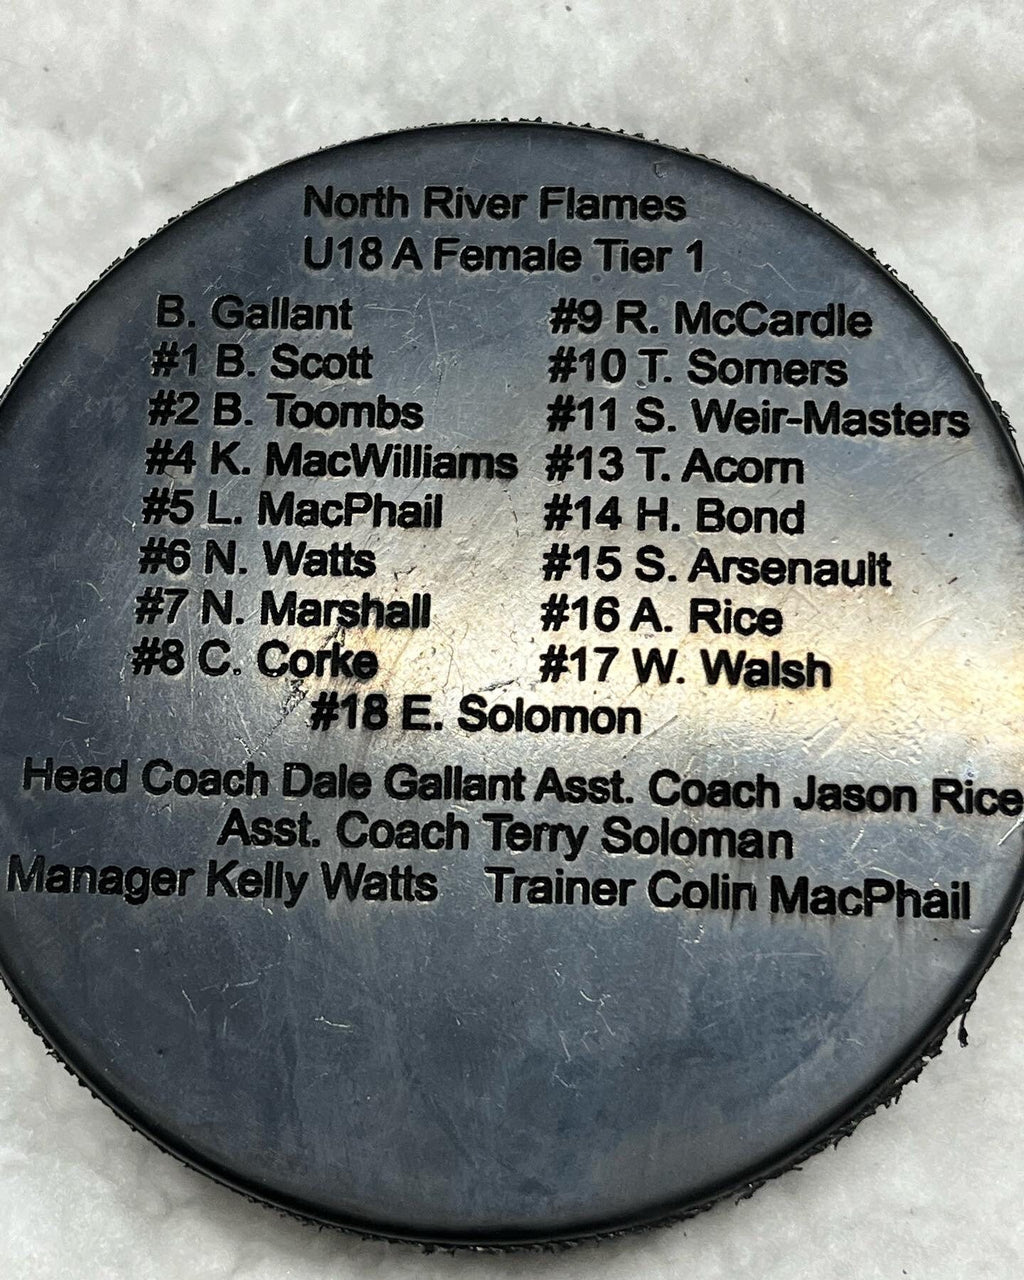 North River Flames
U18 A Female Tier 1
B. Gallant
#1 B. Scott
#2 B. Toombs
#4 K. MacWilliams
#5 L. MacPhail
#6 N. Watts
#7 N. Marshall
#8 C. Corke
#9 R. McCardle
#10 T. Somers
#11 S. Weir-Masters
#13 T. Acorn
#14 H. Bond
#15 S. Arsenault
#16 A. Rice
#17 W. Walsh
#18 E. Solomon
Head Coach Dale Gallant Asst. Coach Jason Rice
Asst. Coach Terry Soloman
Manager Kelly Watts Trainer Colin MacPhail